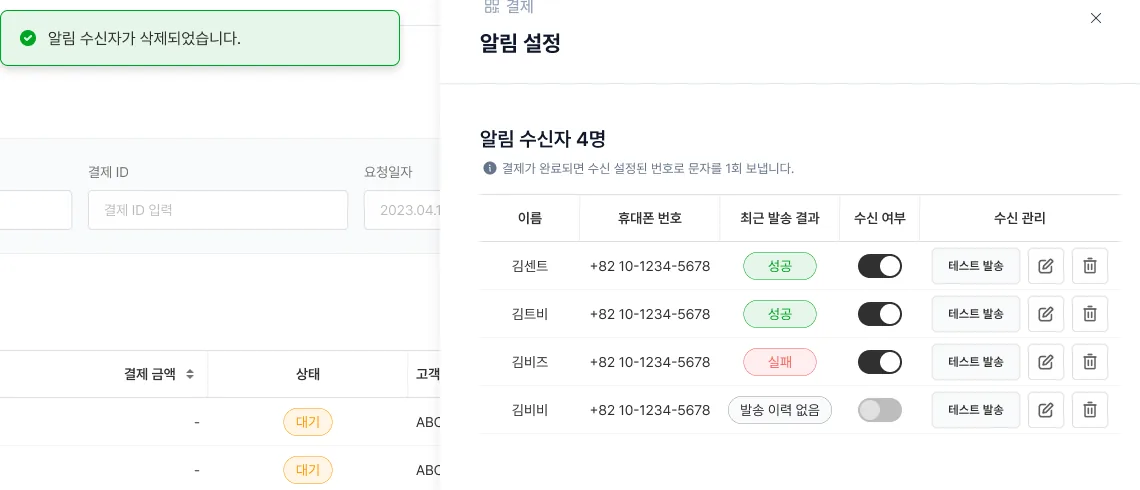 알림 수신자가 삭제되었습니다.
결제 ID
요청일자
결제 ID 입력
2023.04.1
결제 금액
상태
고객
-
대기
ABC
-
대기
ABC
결제
알림 설정
알림 수신자 4명
결제가 완료되면 수신 설정된 번호로 문자를 1회 보냅니다.
이름
휴대폰 번호
최근 발송 결과
수신 여부
수신 관리
김센트
+82 10-1234-5678
성공
테스트 발송
김트비
+82 10-1234-5678
성공
테스트 발송
김비즈
+82 10-1234-5678
실패
테스트 발송
김비비
+82 10-1234-5678
발송 이력 없음
테스트 발송